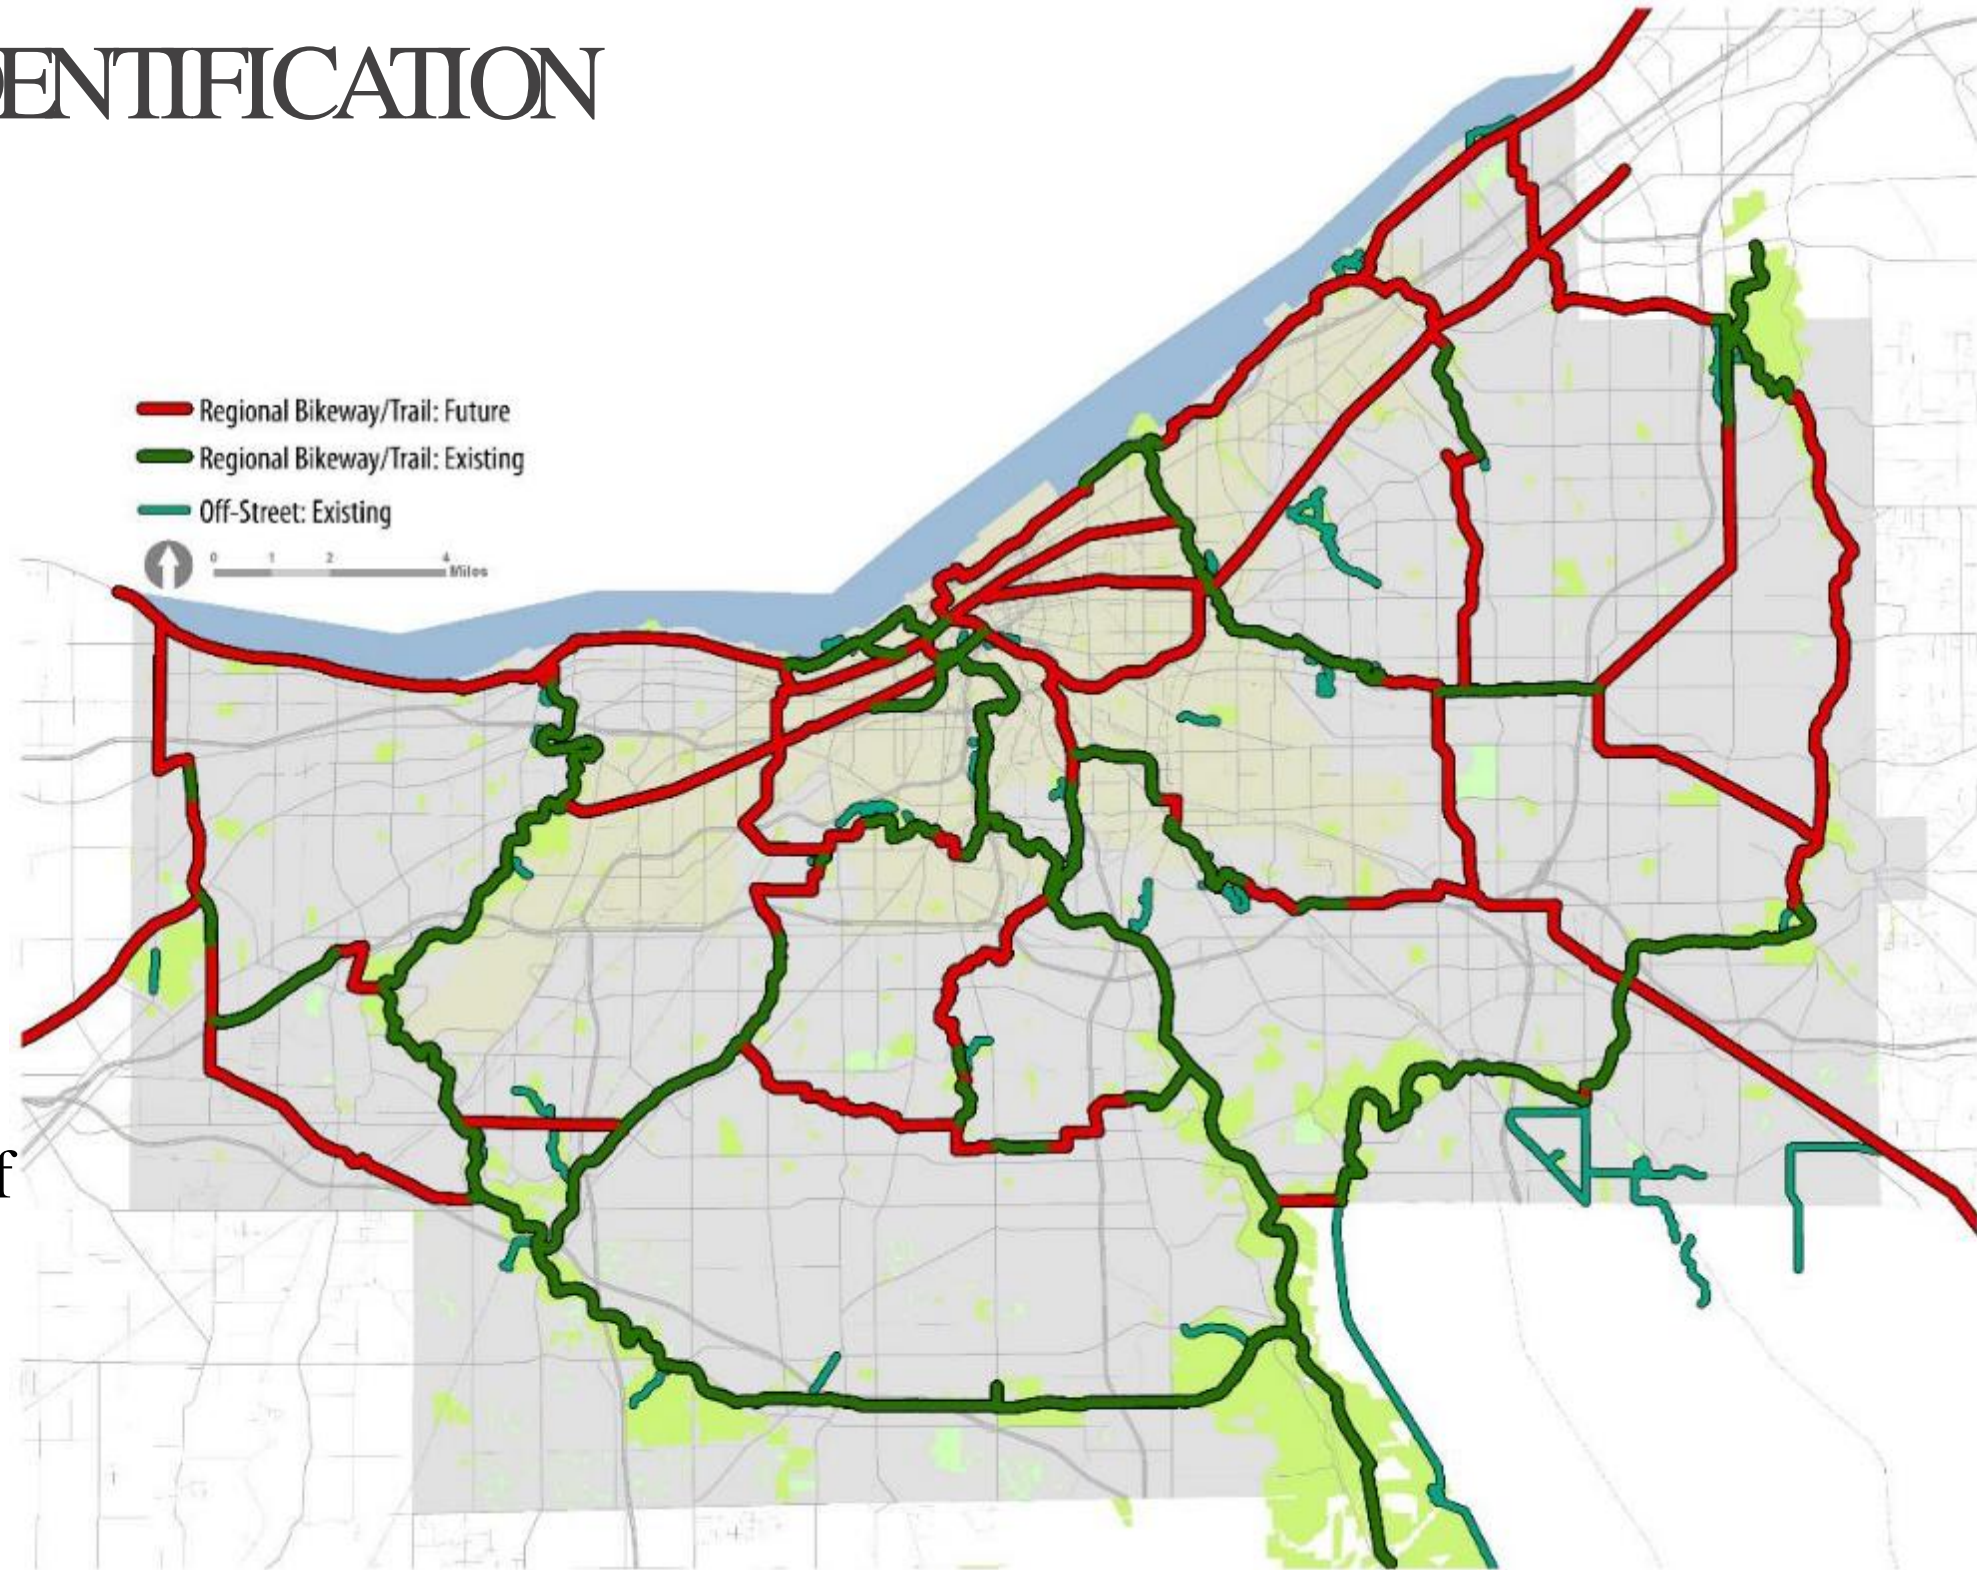 ENTIFICATION
Regional Bikeway/Trail: Future
Regional Bikeway/Trail: Existing
Off-Street: Existing
0 1 2 4
Miles
f